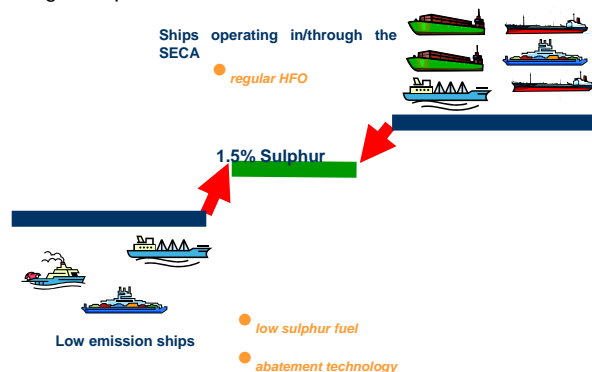 Ships operating in/through the
SECA
regular HFO
1.5% Sulphur
low sulphur fuel
Low emission ships
abatement technology